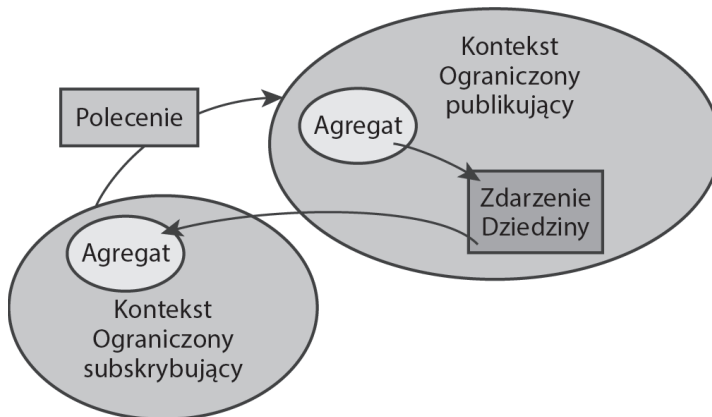 Kontekst
Ograniczony
publikujący
Polecenie
Agregat
Zdarzenie
Dziedziny
Agregat
Kontekst
Ograniczony
subskrybujący